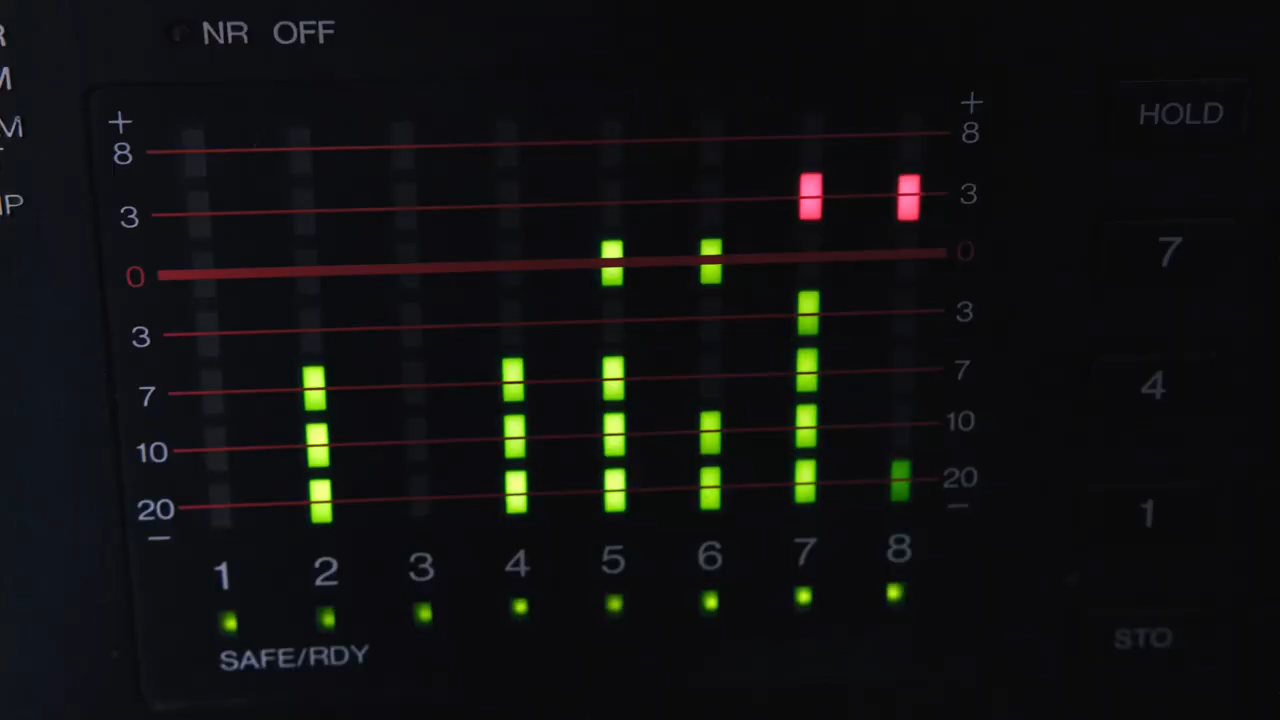 NR OFF
+ +
8 8
3 3
0 0
3 3
7 7
10 10
20 20
− −
1 2 3 4 5 6 7 8
SAFE/RDY
HOLD
7
4
1
STO